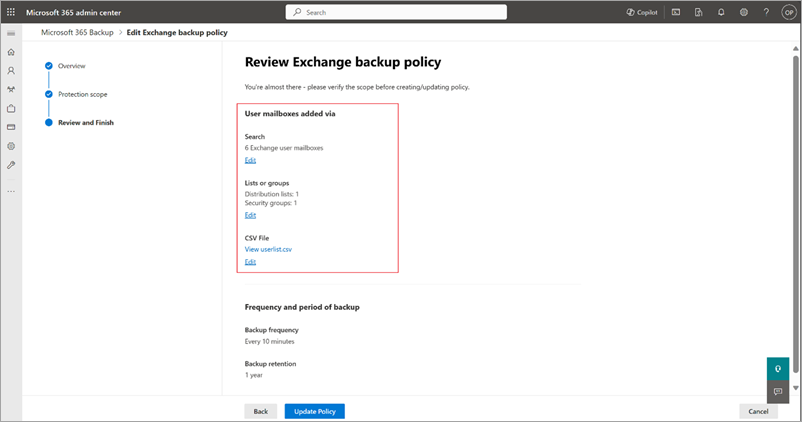 Microsoft 365 admin center
Search
Copilot
OP
Microsoft 365 Backup > Edit Exchange backup policy
Overview
Protection scope
Review and Finish
Review Exchange backup policy
You're almost there - please verify the scope before creating/updating policy.
User mailboxes added via
Search
6 Exchange user mailboxes
Edit
Lists or groups
Distribution lists: 1
Security groups: 1
Edit
CSV File
View userlist.csv
Edit
Frequency and period of backup
Backup frequency
Every 10 minutes
Backup retention
1 year
Back
Update Policy
Cancel